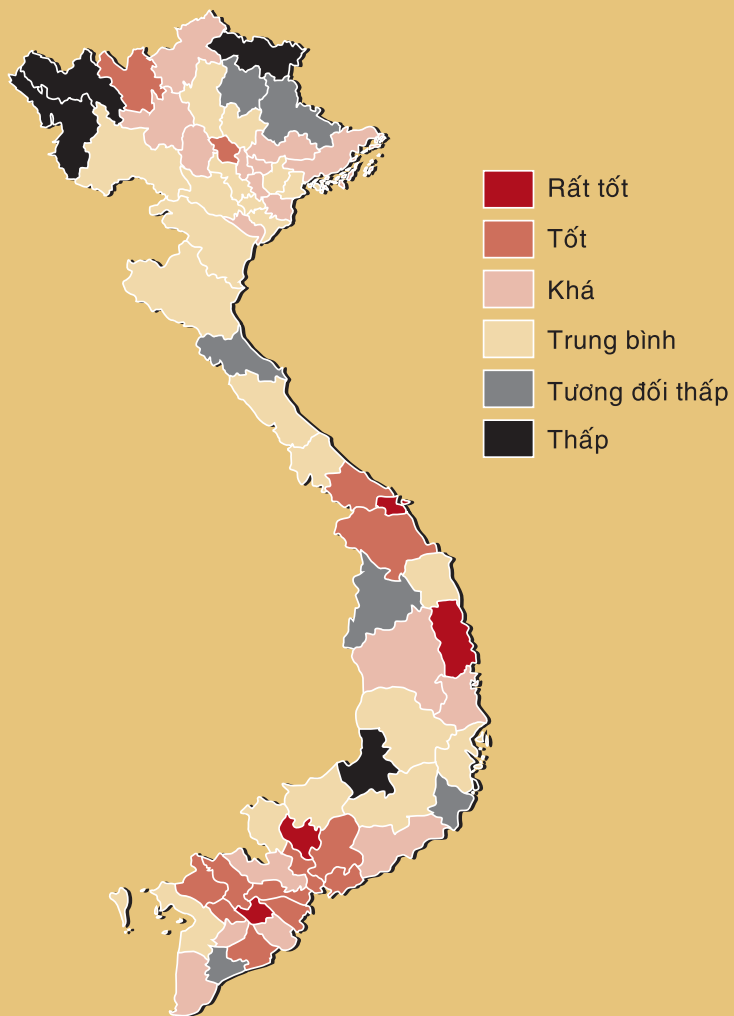 Rất tốt
Tốt
Khá
Trung bình
Tương đối thấp
Thấp